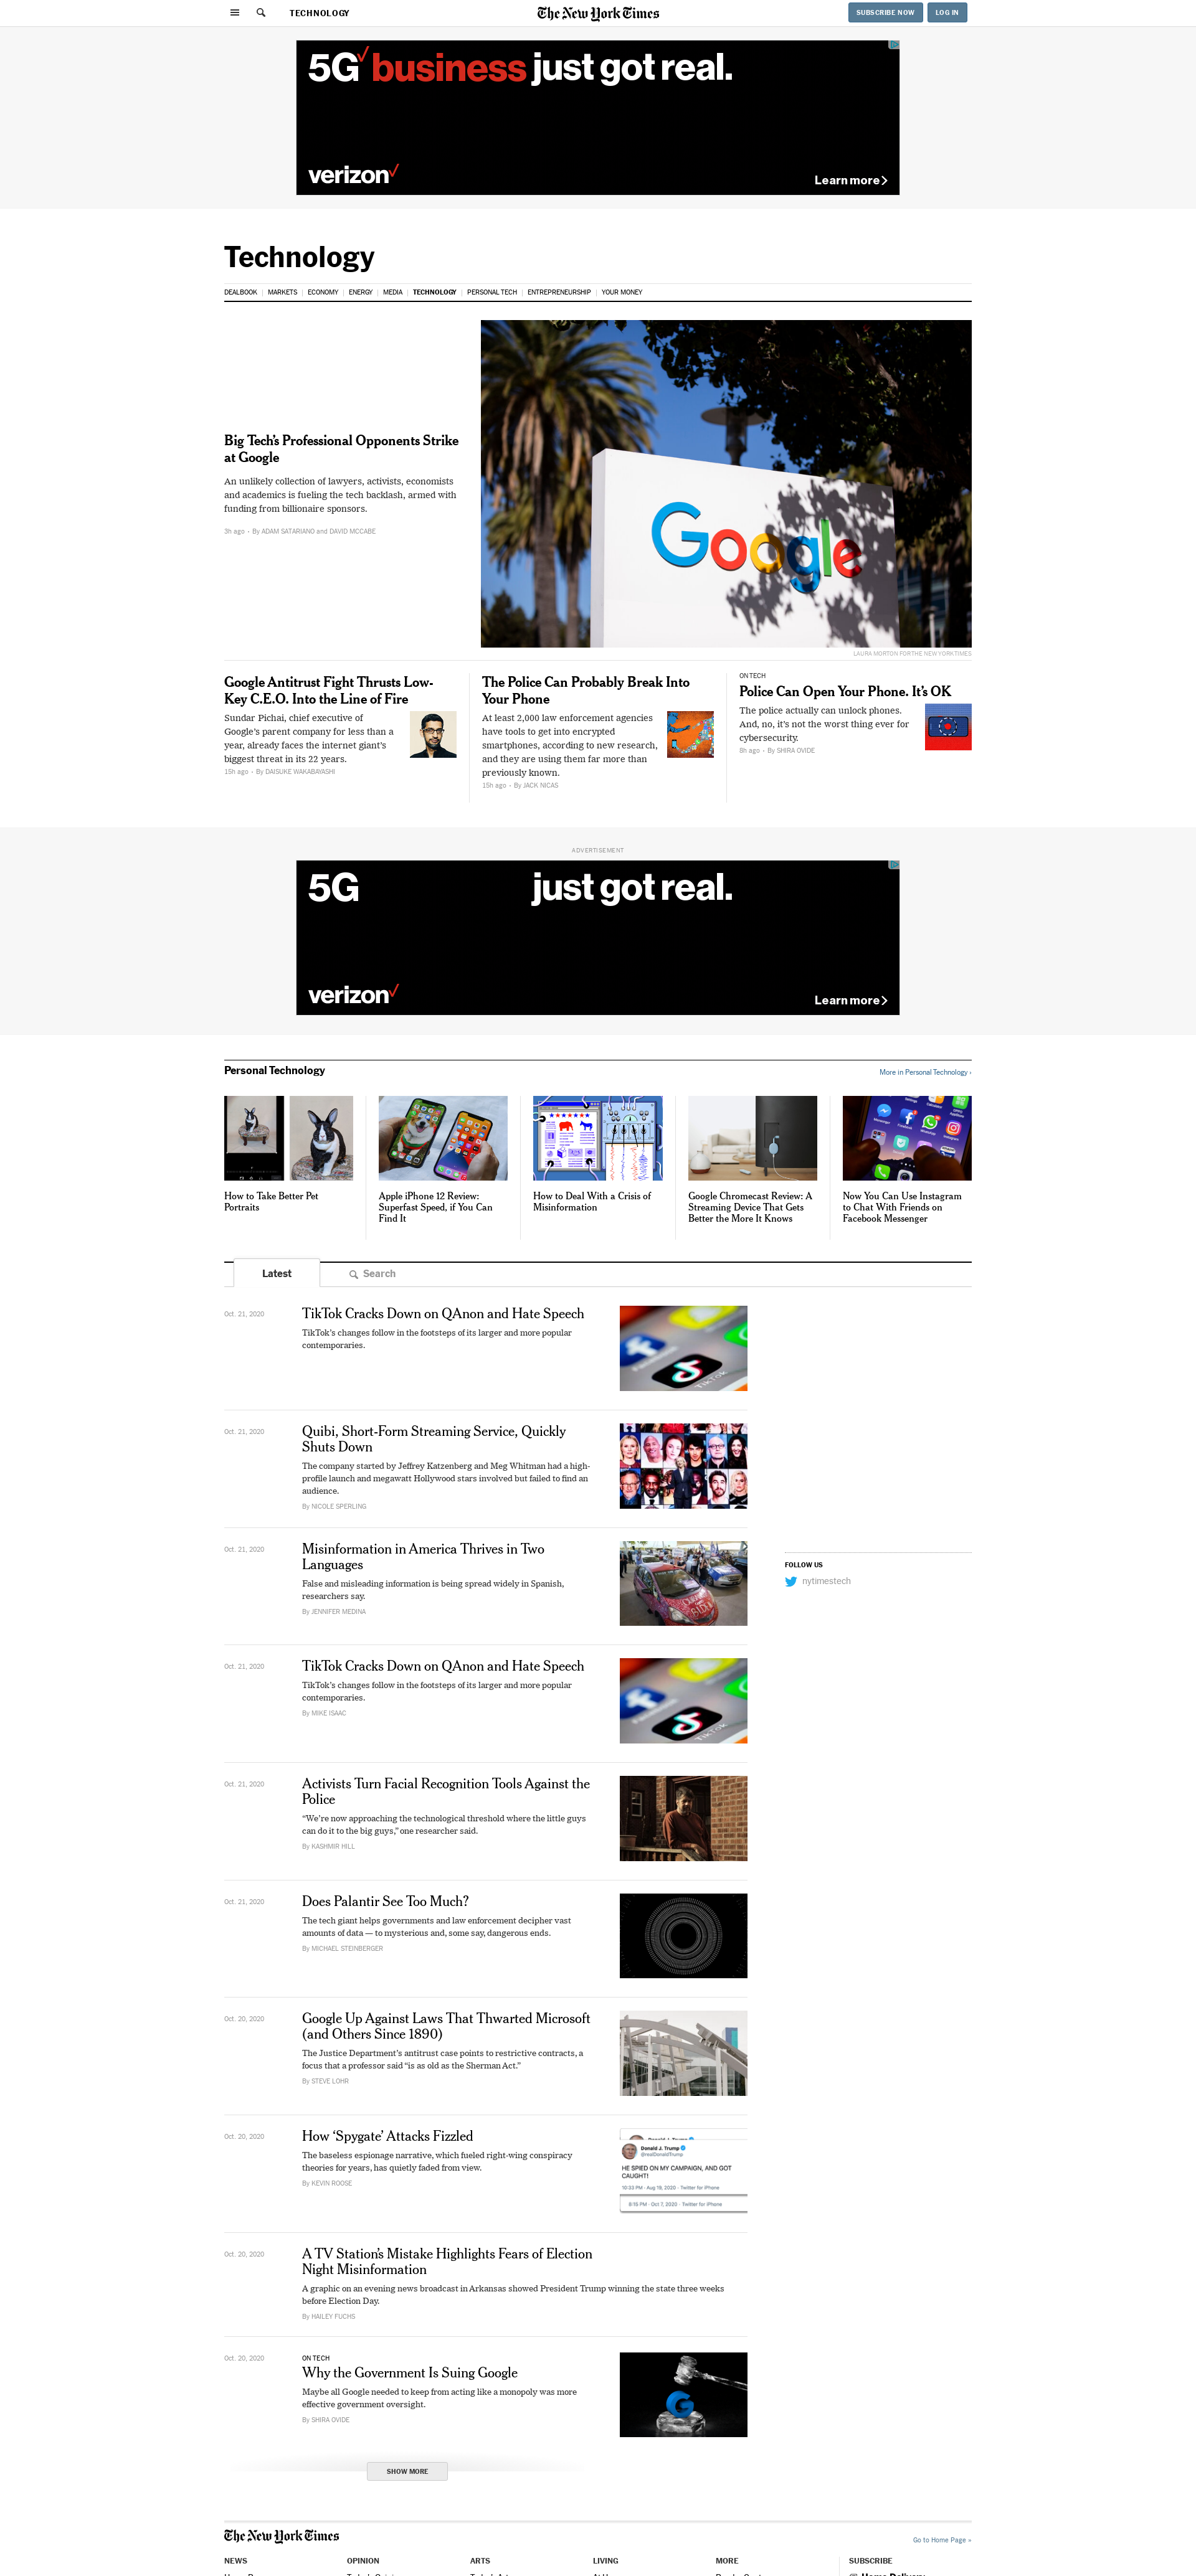 TECHNOLOGY
The New York Times
SUBSCRIBE NOW
LOG IN
5G business just got real.
verizon
Learn more
Technology
DEALBOOK
MARKETS
ECONOMY
ENERGY
MEDIA
TECHNOLOGY
PERSONAL TECH
ENTREPRENEURSHIP
YOUR MONEY
Big Tech's Professional Opponents Strike
at Google
An unlikely collection of lawyers, activists, economists
and academics is fueling the tech backlash, armed with
funding from billionaire sponsors.
3h ago • By ADAM SATARIANO and DAVID MCCABE
Google
LAURA MORTON FOR THE NEW YORK TIMES
Google Antitrust Fight Thrusts Low-
Key C.E.O. Into the Line of Fire
Sundar Pichai, chief executive of
Google's parent company for less than a
year, already faces the internet giant's
biggest threat in its 22 years.
15h ago • By DAISUKE WAKABAYASHI
The Police Can Probably Break Into
Your Phone
At least 2,000 law enforcement agencies
have tools to get into encrypted
smartphones, according to new research,
and they are using them far more than
previously known.
15h ago • By JACK NICAS
ON TECH
Police Can Open Your Phone. It's OK
The police actually can unlock phones.
And, no, it's not the worst thing ever for
cybersecurity.
8h ago • By SHIRA OVIDE
ADVERTISEMENT
5G just got real.
verizon
Learn more
Personal Technology
More in Personal Technology ›
How to Take Better Pet
Portraits
Apple iPhone 12 Review:
Superfast Speed, if You Can
Find It
How to Deal With a Crisis of
Misinformation
Google Chromecast Review: A
Streaming Device That Gets
Better the More It Knows
Now You Can Use Instagram
to Chat With Friends on
Facebook Messenger
Latest
Search
Oct. 21, 2020
TikTok Cracks Down on QAnon and Hate Speech
TikTok's changes follow in the footsteps of its larger and more popular
contemporaries.
Oct. 21, 2020
Quibi, Short-Form Streaming Service, Quickly
Shuts Down
The company started by Jeffrey Katzenberg and Meg Whitman had a high-
profile launch and megawatt Hollywood stars involved but failed to find an
audience.
By NICOLE SPERLING
Oct. 21, 2020
Misinformation in America Thrives in Two
Languages
False and misleading information is being spread widely in Spanish,
researchers say.
By JENNIFER MEDINA
FOLLOW US
nytimestech
Oct. 21, 2020
TikTok Cracks Down on QAnon and Hate Speech
TikTok's changes follow in the footsteps of its larger and more popular
contemporaries.
By MIKE ISAAC
Oct. 21, 2020
Activists Turn Facial Recognition Tools Against the
Police
“We're now approaching the technological threshold where the little guys
can do it to the big guys,” one researcher said.
By KASHMIR HILL
Oct. 21, 2020
Does Palantir See Too Much?
The tech giant helps governments and law enforcement decipher vast
amounts of data — to mysterious and, some say, dangerous ends.
By MICHAEL STEINBERGER
Oct. 20, 2020
Google Up Against Laws That Thwarted Microsoft
(and Others Since 1890)
The Justice Department's antitrust case points to restrictive contracts, a
focus that a professor said “is as old as the Sherman Act.”
By STEVE LOHR
Oct. 20, 2020
How ‘Spygate’ Attacks Fizzled
The baseless espionage narrative, which fueled right-wing conspiracy
theories for years, has quietly faded from view.
By KEVIN ROOSE
Donald J. Trump
Donald J. Trump
@realDonaldTrump
HE SPIED ON MY CAMPAIGN, AND GOT
CAUGHT!
10:33 PM · Aug 19, 2020 · Twitter for iPhone
8:19 PM · Oct 7, 2020 · Twitter for iPhone
Oct. 20, 2020
A TV Station's Mistake Highlights Fears of Election
Night Misinformation
A graphic on an evening news broadcast in Arkansas showed President Trump winning the state three weeks
before Election Day.
By HAILEY FUCHS
Oct. 20, 2020
ON TECH
Why the Government Is Suing Google
Maybe all Google needed to keep from acting like a monopoly was more
effective government oversight.
By SHIRA OVIDE
SHOW MORE
The New York Times
Go to Home Page »
NEWS
OPINION
ARTS
LIVING
MORE
SUBSCRIBE